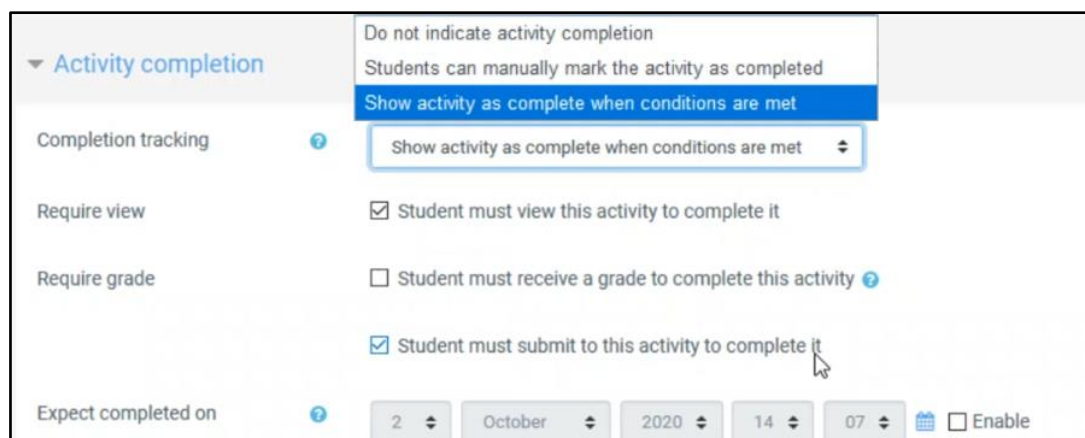 Do not indicate activity completion
Activity completion
Students can manually mark the activity as completed
Show activity as complete when conditions are met
Completion tracking
Show activity as complete when conditions are met
Require view
Student must view this activity to complete it
Require grade
Student must receive a grade to complete this activity
Student must submit to this activity to complete it
Expect completed on
2 October 2020 14 07 Enable